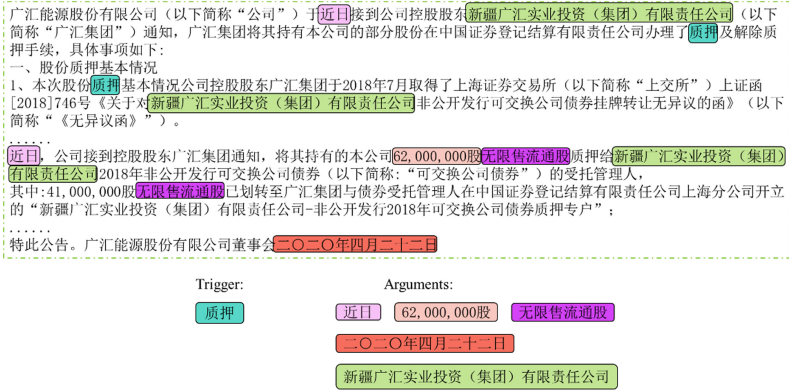 广汇能源股份有限公司（以下简称“公司”）于近日接到公司控股股东新疆广汇实业投资（集团）有限责任公司（以下
简称“广汇集团”）通知，广汇集团将其持有本公司的部分股份在中国证券登记结算有限责任公司办理了质押及解除质
押手续，具体事项如下:
一、股份质押基本情况
1、本次股份质押基本情况公司控股股东广汇集团于2018年7月取得了上海证券交易所（以下简称“上交所”）上证函
[2018]746号《关于对新疆广汇实业投资（集团）有限责任公司非公开发行可交换公司债券挂牌转让无异议的函》（以下
简称“《无异议函》”）。
......
近日，公司接到控股股东广汇集团通知，将其持有的本公司62,000,000股无限售流通股质押给新疆广汇实业投资（集团）
有限责任公司2018年非公开发行可交换公司债券（以下简称:“可交换公司债券”）的受托管理人，
其中:41,000,000股无限售流通股已划转至广汇集团与债券受托管理人在中国证券登记结算有限责任公司上海分公司开立
的“新疆广汇实业投资（集团）有限责任公司-非公开发行2018年可交换公司债券质押专户”；
......
特此公告。广汇能源股份有限公司董事会二〇二〇年四月二十二日
Trigger: Arguments:
质押 近日 62,000,000股 无限售流通股
二〇二〇年四月二十二日
新疆广汇实业投资（集团）有限责任公司